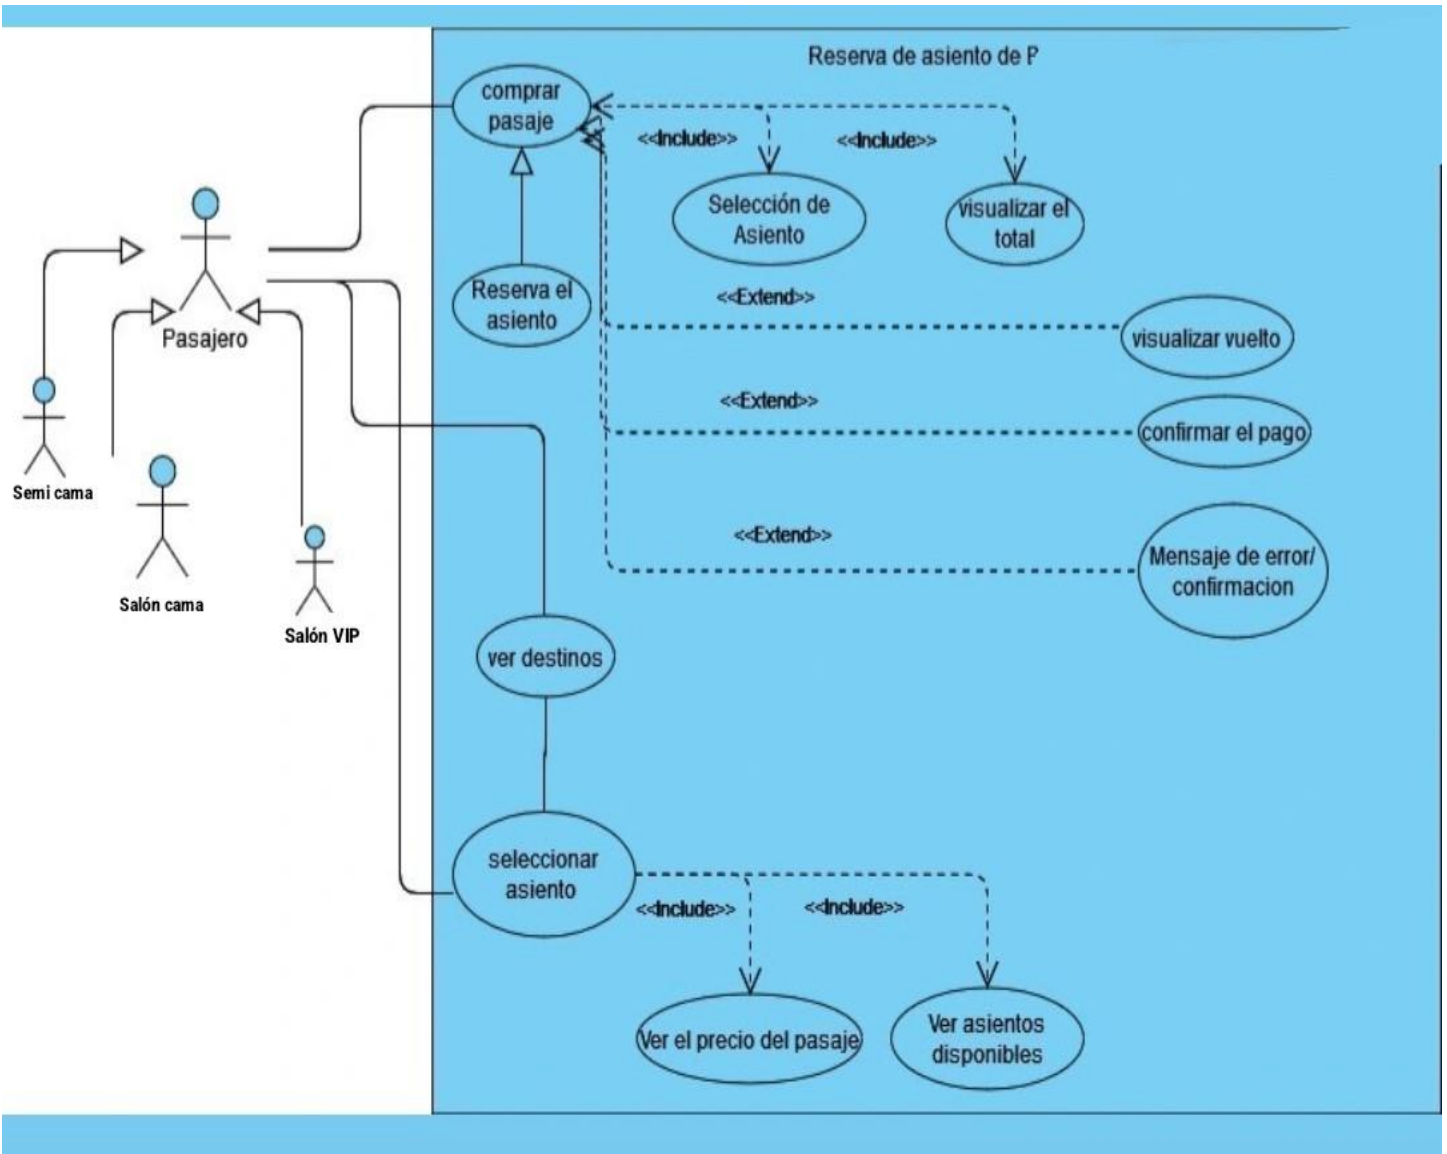 Reserva de asiento de P
comprar
pasaje
<<Include>>
<<Include>>
Selección de
Asiento
visualizar el
total
Reserva el
asiento
<<Extend>>
visualizar vuelto
Pasajero
<<Extend>>
confirmar el pago
Semi cama
<<Extend>>
Mensaje de error/
confirmacion
Salón cama
Salón VIP
ver destinos
seleccionar
asiento
<<Include>>
<<Include>>
Ver el precio del pasaje
Ver asientos
disponibles